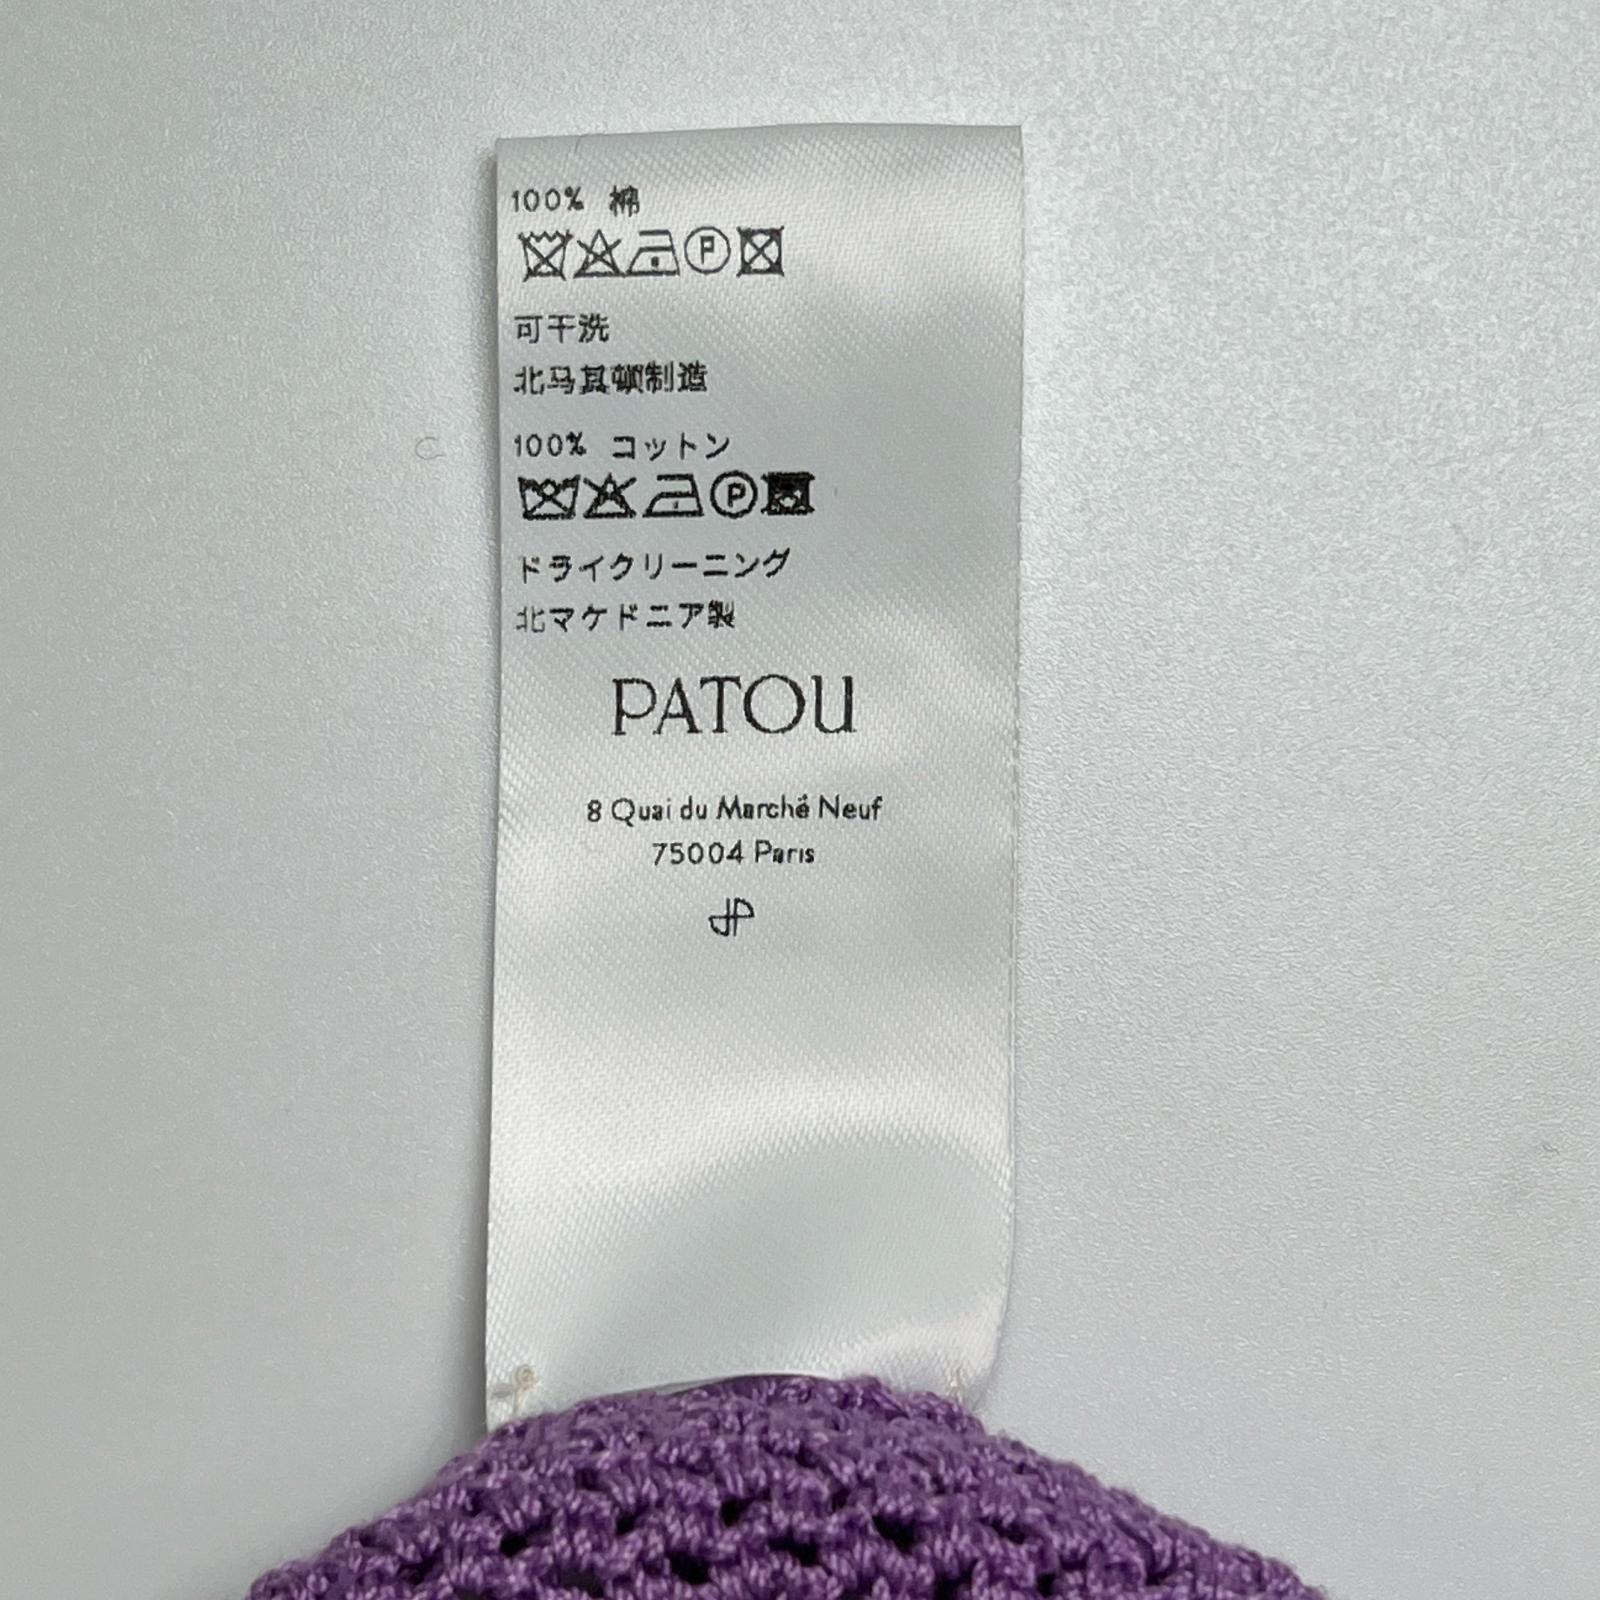 100% 棉
可干洗
北马其顿制造
100% コットン
ドライクリーニング
北マケドニア製
PATOU
8 Quai du Marché Neuf
75004 Paris
JP